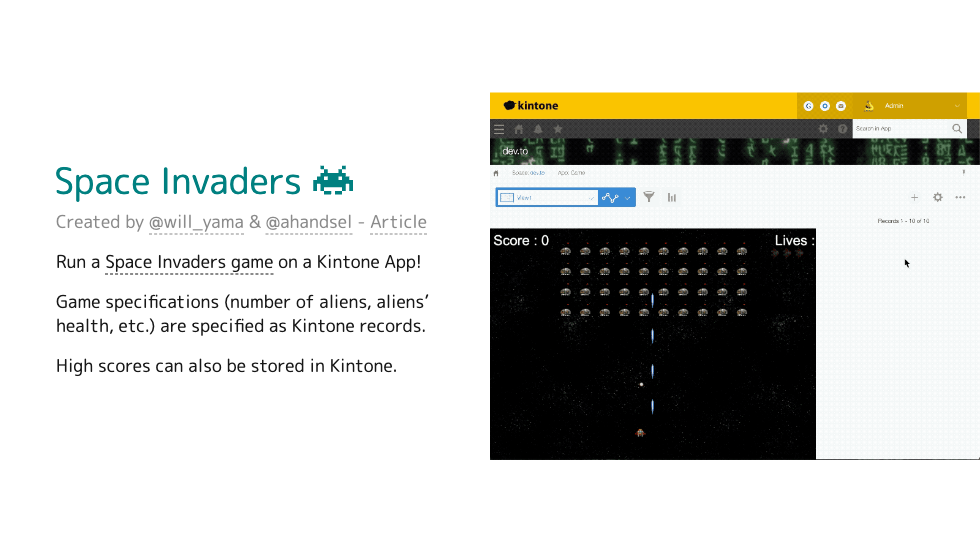 Space Invaders
Created by @will_yama & @ahandsel - Article
Run a Space Invaders game on a Kintone App!
Game specifications (number of aliens, aliens’
health, etc.) are specified as Kintone records.
High scores can also be stored in Kintone.
kintone
Admin
Search in App
dev.to
Space: dev.to App: Game
View1
Records 1 - 10 of 10
Score : 0
Lives :